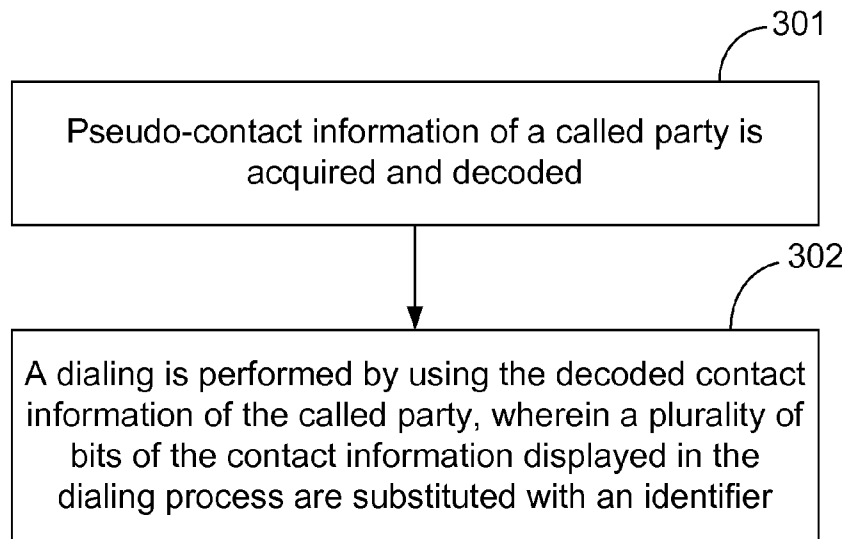 301
Pseudo-contact information of a called party is
acquired and decoded
302
A dialing is performed by using the decoded contact
information of the called party, wherein a plurality of
bits of the contact information displayed in the
dialing process are substituted with an identifier